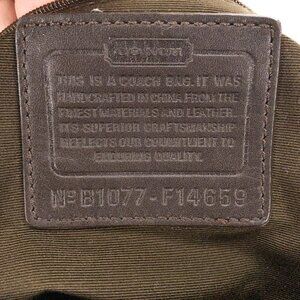 THIS IS A COACH BAG. IT WAS
HANDCRAFTED IN CHINA FROM THE
FINEST MATERIALS AND LEATHER.
ITS SUPERIOR CRAFTSMANSHIP
REFLECTS OUR COMMITMENT TO
ENDURING QUALITY.
Nº B1077-F14659